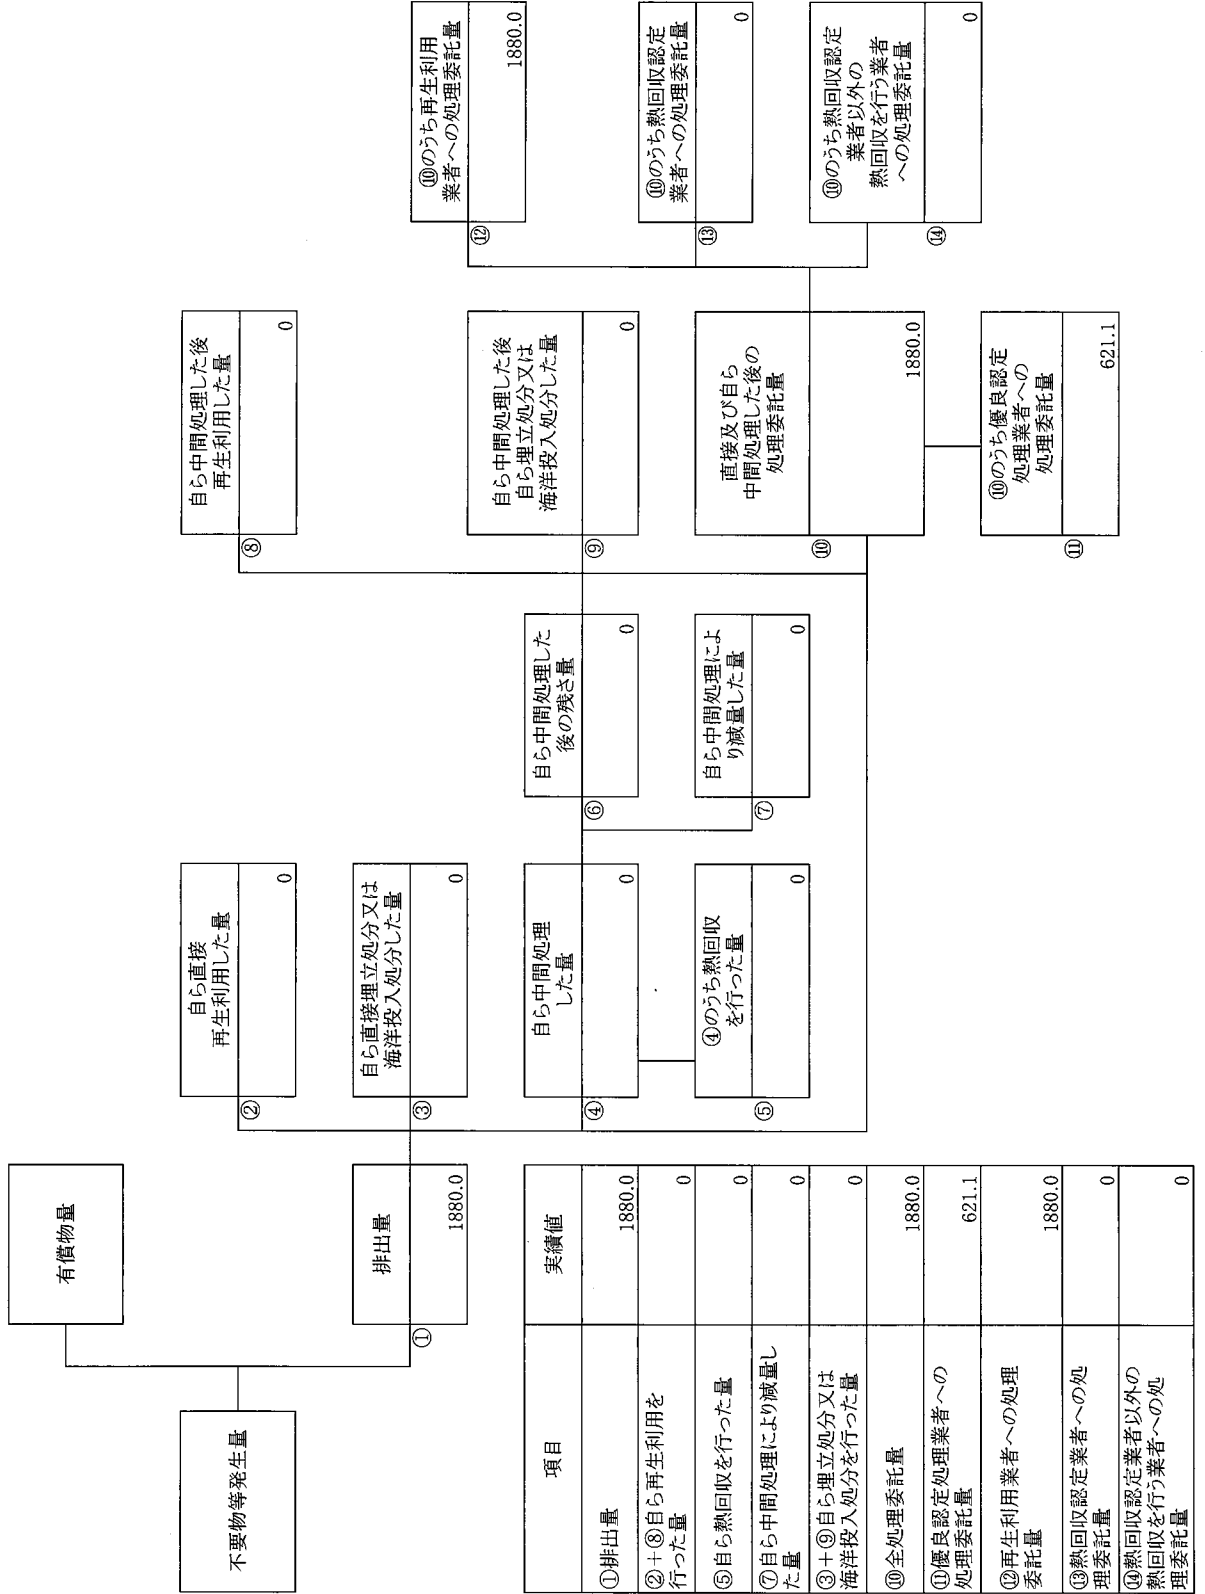 有償物量
不要物等発生量
排出量
①
1880.0
自ら直接
再生利用した量
②
0
自ら直接埋立処分又は
海洋投入処分した量
③
0
自ら中間処理
した量
④
0
④のうち熱回収
を行った量
⑤
0
自ら中間処理した
後の残さ量
⑥
0
自ら中間処理によ
り減量した量
⑦
0
自ら中間処理した後
再生利用した量
⑧
0
自ら中間処理した後
自ら埋立処分又は
海洋投入処分した量
⑨
0
直接及び自ら
中間処理した後の
処理委託量
⑩
1880.0
⑩のうち優良認定
処理業者への
処理委託量
⑪
621.1
⑩のうち再生利用
業者への処理委託量
⑫
1880.0
⑩のうち熱回収認定
業者への処理委託量
⑬
0
⑩のうち熱回収認定
業者以外の
熱回収を行う業者
への処理委託量
⑭
0
項目 実績値
①排出量 1880.0
②+⑧自ら再生利用を
行った量 0
⑤自ら熱回収を行った量 0
⑦自ら中間処理により減量し
た量 0
③+⑨自ら埋立処分又は
海洋投入処分を行った量 0
⑩全処理委託量 1880.0
⑪優良認定処理業者への
処理委託量 621.1
⑫再生利用業者への処理
委託量 1880.0
⑬熱回収認定業者への処
理委託量 0
⑭熱回収認定業者以外の
熱回収を行う業者への処
理委託量 0